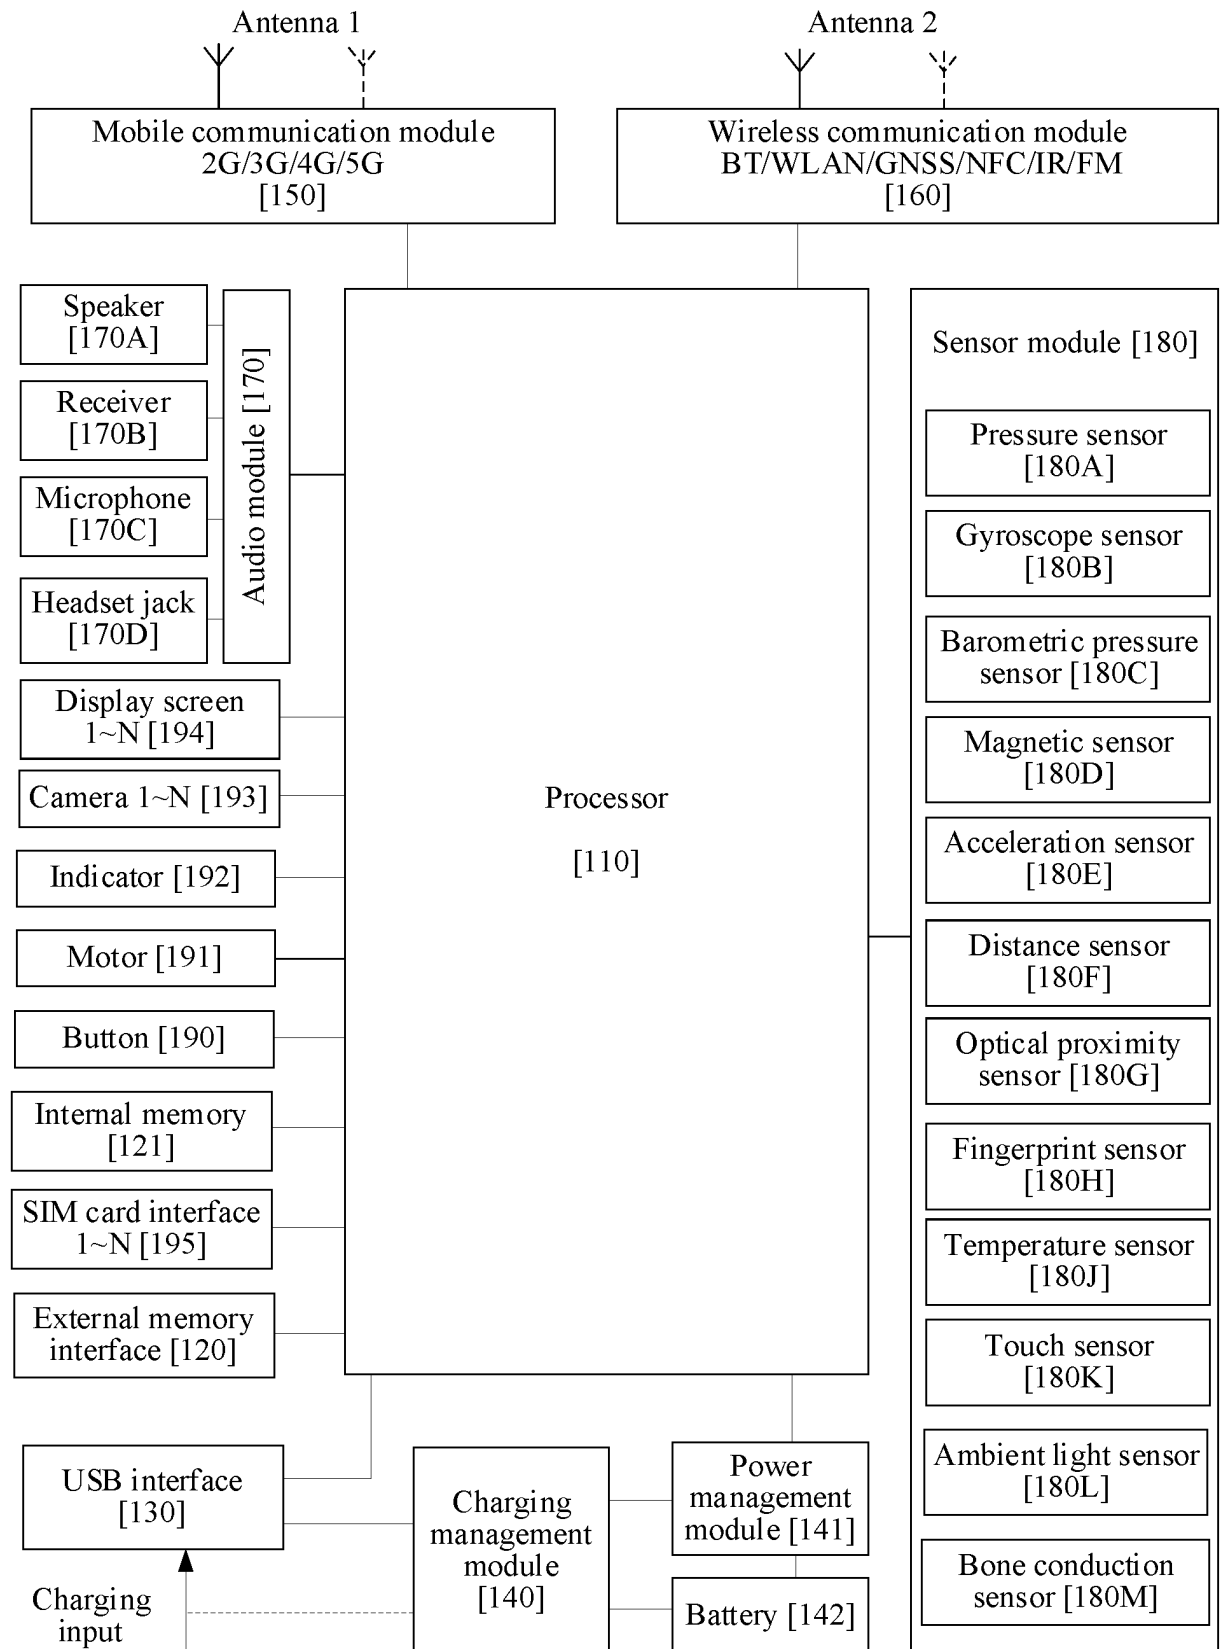 Antenna 1
Antenna 2
Mobile communication module
2G/3G/4G/5G
[150]
Wireless communication module
BT/WLAN/GNSS/NFC/IR/FM
[160]
Speaker
[170A]
Receiver
[170B]
Microphone
[170C]
Headset jack
[170D]
Audio module [170]
Display screen
1~N [194]
Camera 1~N [193]
Indicator [192]
Motor [191]
Button [190]
Internal memory
[121]
SIM card interface
1~N [195]
External memory
interface [120]
Processor
[110]
Sensor module [180]
Pressure sensor
[180A]
Gyroscope sensor
[180B]
Barometric pressure
sensor [180C]
Magnetic sensor
[180D]
Acceleration sensor
[180E]
Distance sensor
[180F]
Optical proximity
sensor [180G]
Fingerprint sensor
[180H]
Temperature sensor
[180J]
Touch sensor
[180K]
Ambient light sensor
[180L]
Bone conduction
sensor [180M]
USB interface
[130]
Charging
input
Charging
management
module
[140]
Power
management
module [141]
Battery [142]